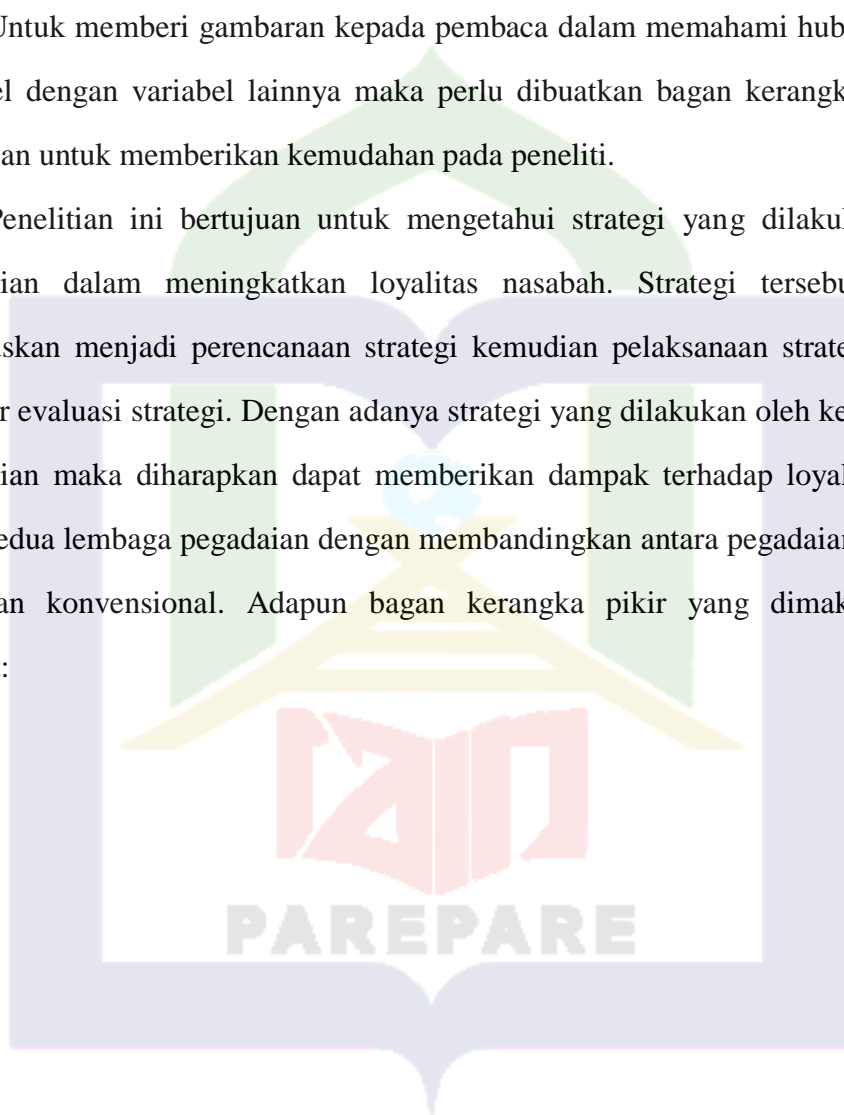 Untuk memberi gambaran kepada pembaca dalam memahami hub
el dengan variabel lainnya maka perlu dibuatkan bagan kerangk
an untuk memberikan kemudahan pada peneliti.
Penelitian ini bertujuan untuk mengetahui strategi yang dilakuk
ian dalam meningkatkan loyalitas nasabah. Strategi tersebu
skan menjadi perencanaan strategi kemudian pelaksanaan strate
r evaluasi strategi. Dengan adanya strategi yang dilakukan oleh ke
ian maka diharapkan dapat memberikan dampak terhadap loyal
edua lembaga pegadaian dengan membandingkan antara pegadaian
an konvensional. Adapun bagan kerangka pikir yang dimak
:
iain
PAREPARE